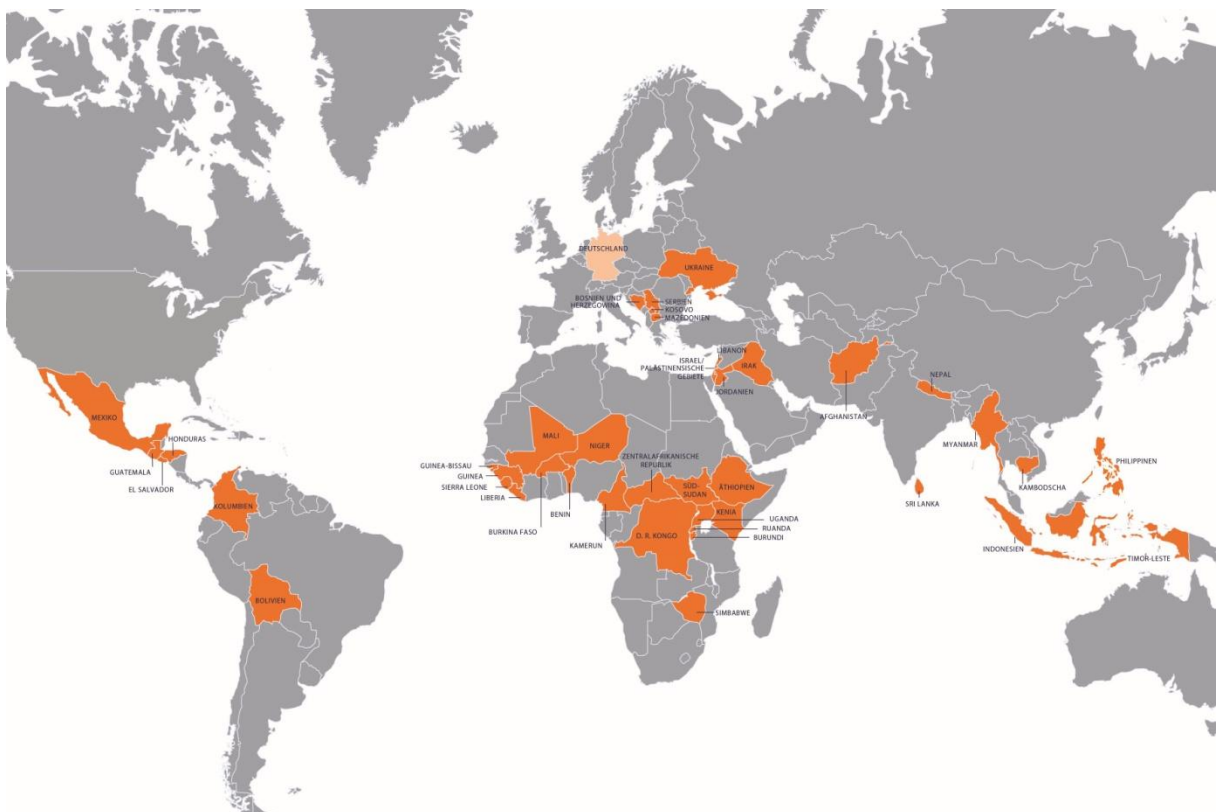 DEUTSCHLAND
UKRAINE
BOSNIEN UND
HERZEGOWINA
SERBIEN
KOSOVO
MAZEDONIEN
LIBANON
ISRAEL/
PALÄSTINENSISCHE
GEBIETE
IRAK
JORDANIEN
AFGHANISTAN
NEPAL
MYANMAR
KAMBODSCHA
PHILIPPINEN
SRI LANKA
INDONESIEN
TIMOR-LESTE
MEXIKO
HONDURAS
GUATEMALA
EL SALVADOR
KOLUMBIEN
BOLIVIEN
MALI
NIGER
ZENTRALAFRIKANISCHE
REPUBLIK
GUINEA-BISSAU
GUINEA
SIERRA LEONE
LIBERIA
BURKINA FASO
BENIN
KAMERUN
SÜD-
SUDAN
ÄTHIOPIEN
KENIA
UGANDA
RUANDA
BURUNDI
D. R. KONGO
SIMBABWE